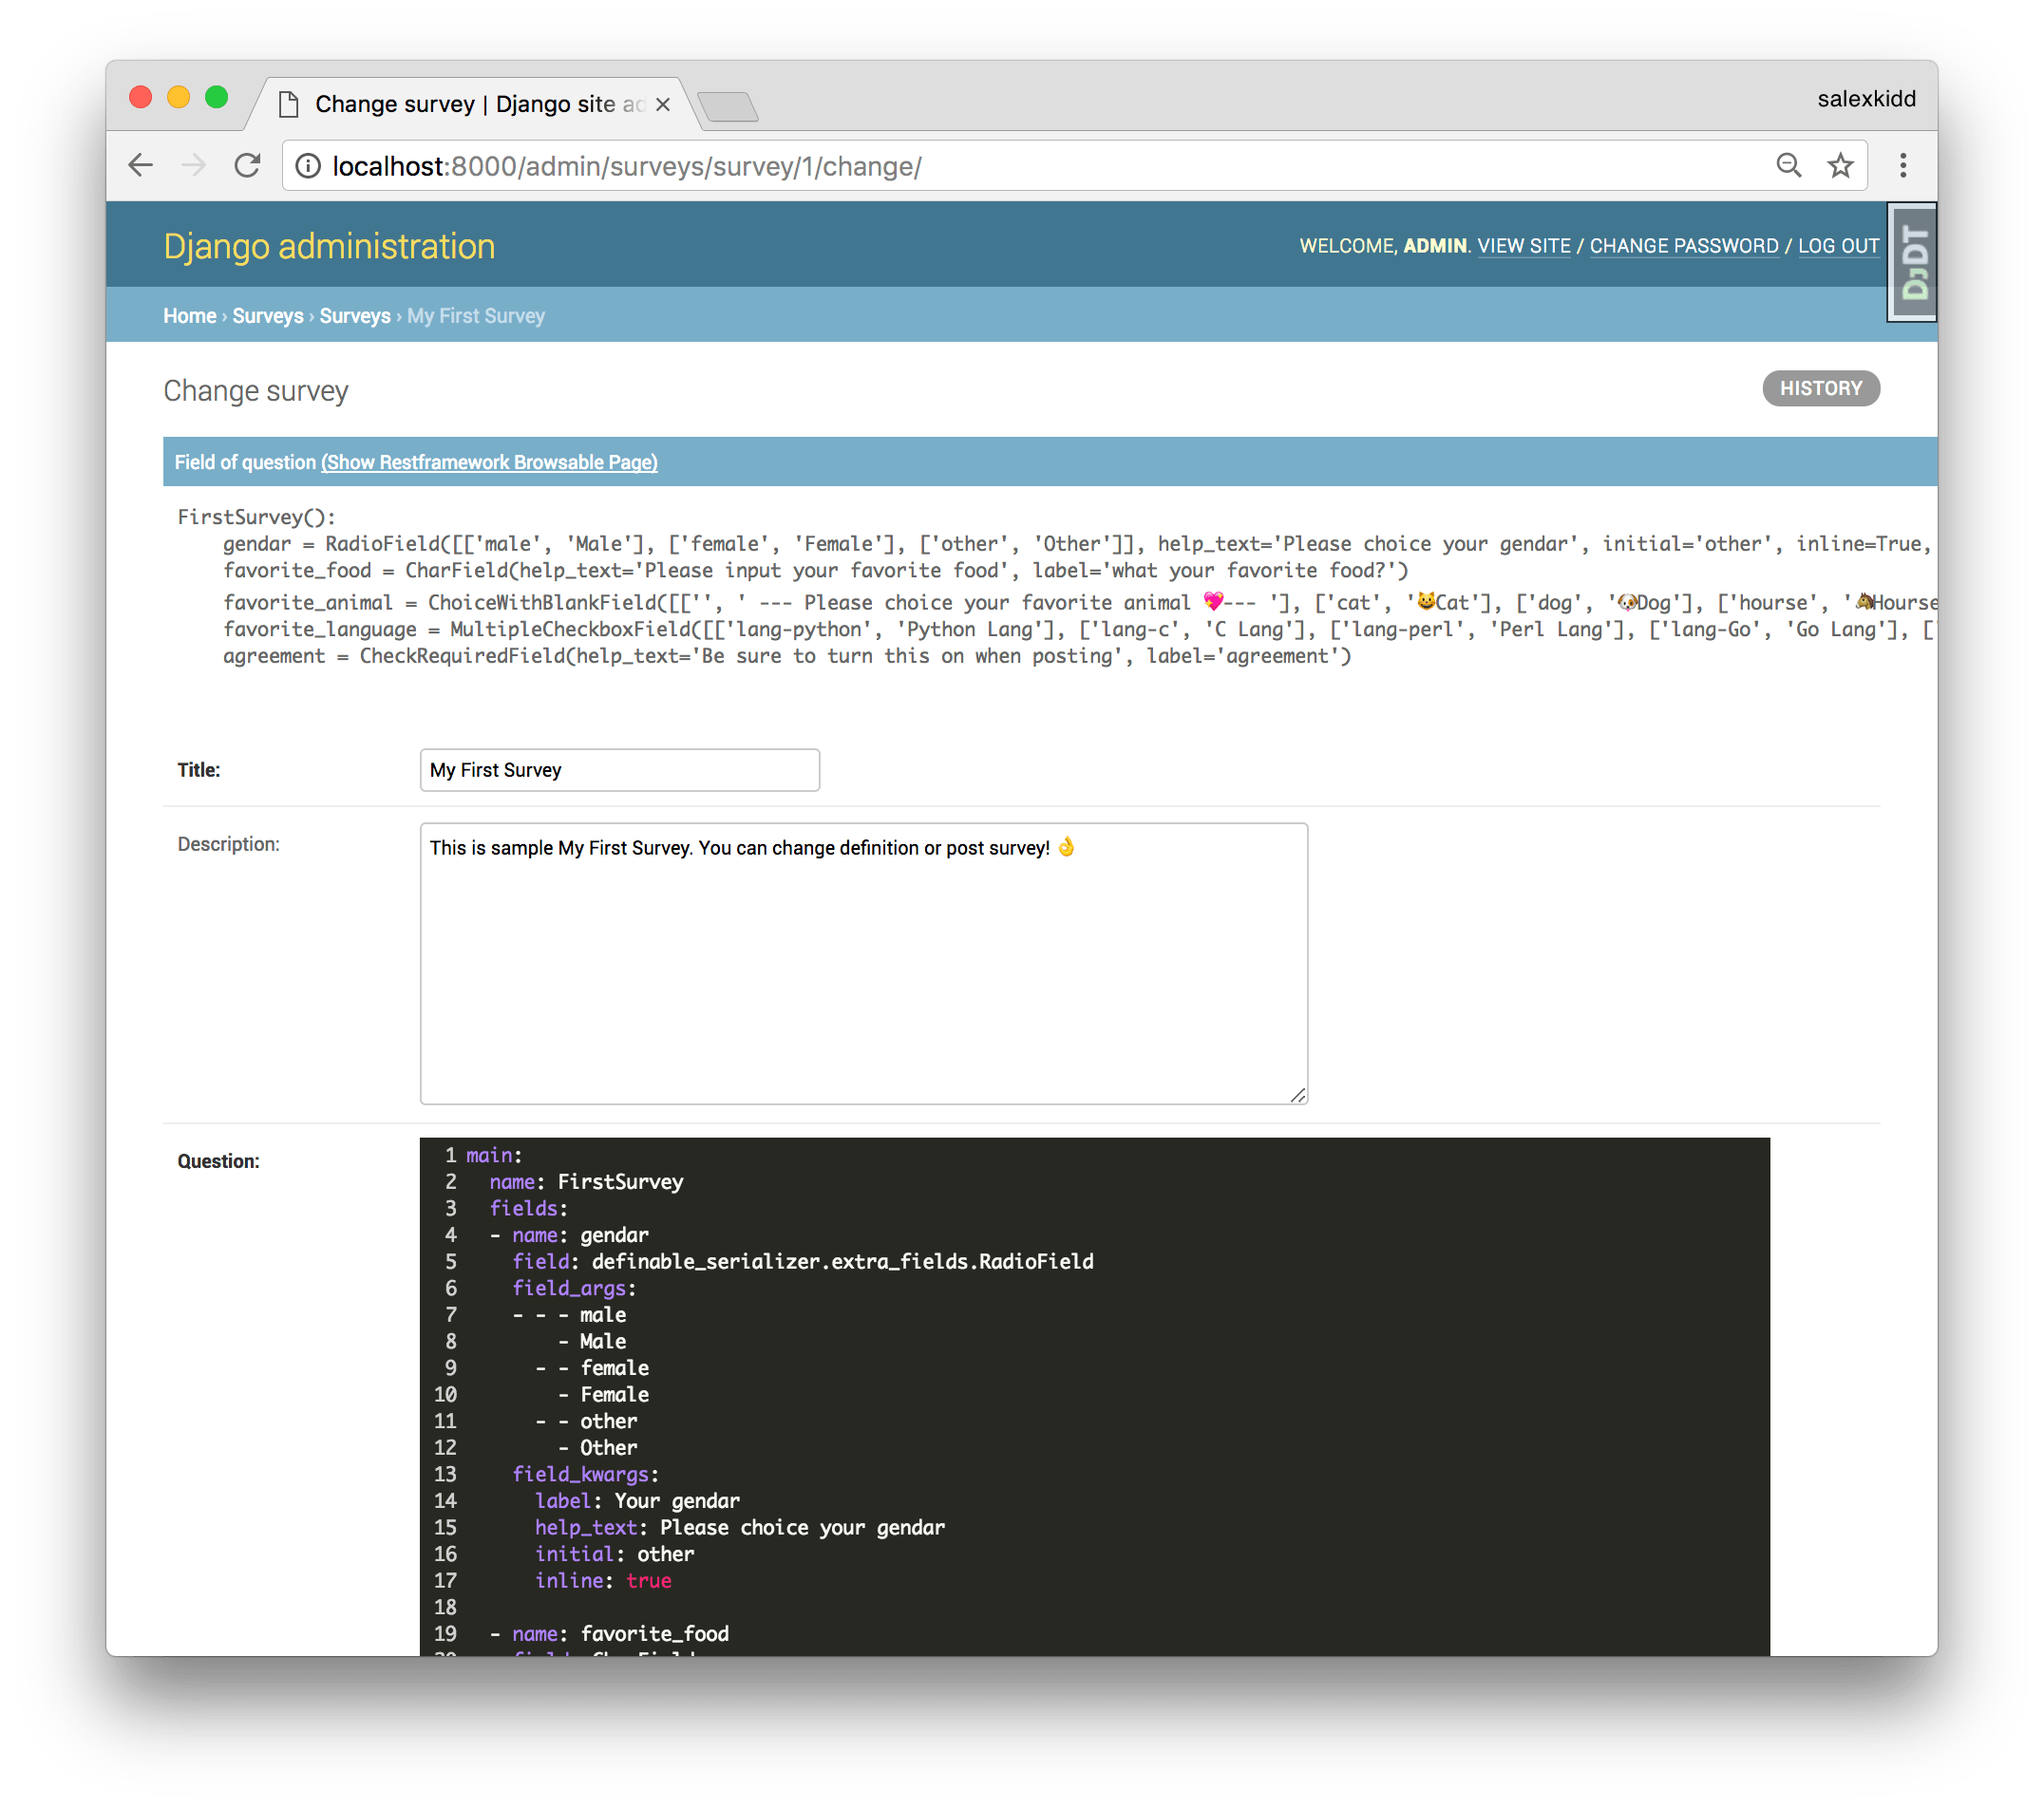 Change survey | Django site ad
salexkidd
localhost:8000/admin/surveys/survey/1/change/
Django administration
WELCOME, ADMIN. VIEW SITE / CHANGE PASSWORD / LOG OUT
DjDT
Home › Surveys › Surveys › My First Survey
Change survey
HISTORY
Field of question (Show Restframework Browsable Page)
FirstSurvey():
    gendar = RadioField([['male', 'Male'], ['female', 'Female'], ['other', 'Other']], help_text='Please choice your gendar', initial='other', inline=True,
    favorite_food = CharField(help_text='Please input your favorite food', label='what your favorite food?')
    favorite_animal = ChoiceWithBlankField([['', ' --- Please choice your favorite animal 💖--- '], ['cat', '😺Cat'], ['dog', '🐶Dog'], ['hourse', '🐴Hourse
    favorite_language = MultipleCheckboxField([['lang-python', 'Python Lang'], ['lang-c', 'C Lang'], ['lang-perl', 'Perl Lang'], ['lang-Go', 'Go Lang'], ['
    agreement = CheckRequiredField(help_text='Be sure to turn this on when posting', label='agreement')
Title:
My First Survey
Description:
This is sample My First Survey. You can change definition or post survey! 👌
Question:
1 main:
2   name: FirstSurvey
3   fields:
4   - name: gendar
5     field: definable_serializer.extra_fields.RadioField
6     field_args:
7     - - - male
8         - Male
9       - - female
10         - Female
11       - - other
12         - Other
13     field_kwargs:
14       label: Your gendar
15       help_text: Please choice your gendar
16       initial: other
17       inline: true
18
19   - name: favorite_food